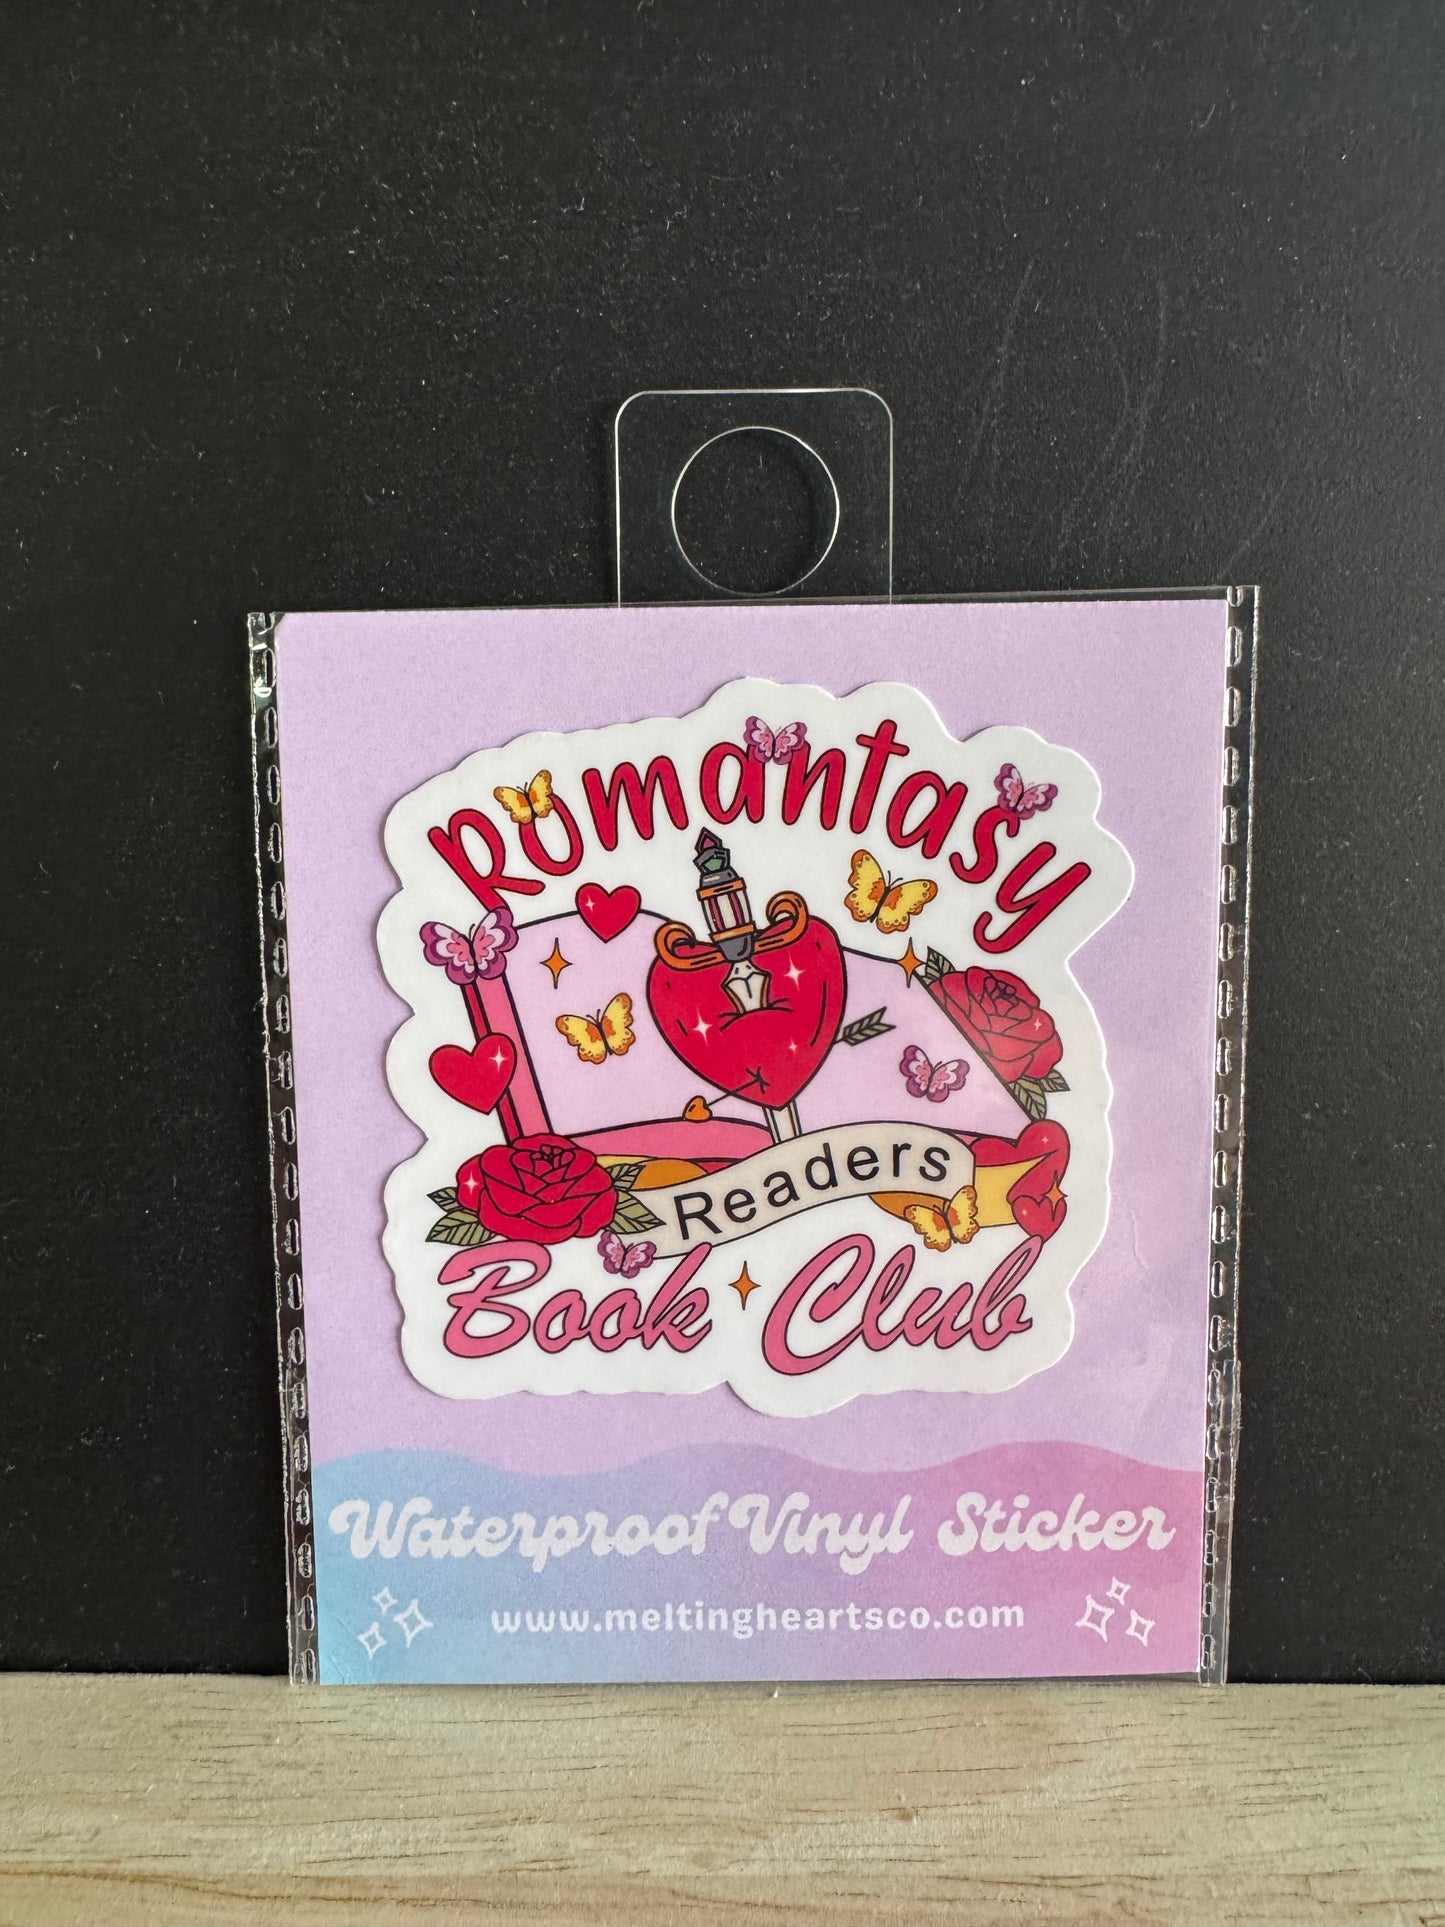 Romantasy
Readers
Book Club
Waterproof Vinyl Sticker
www.meltingheartsco.com